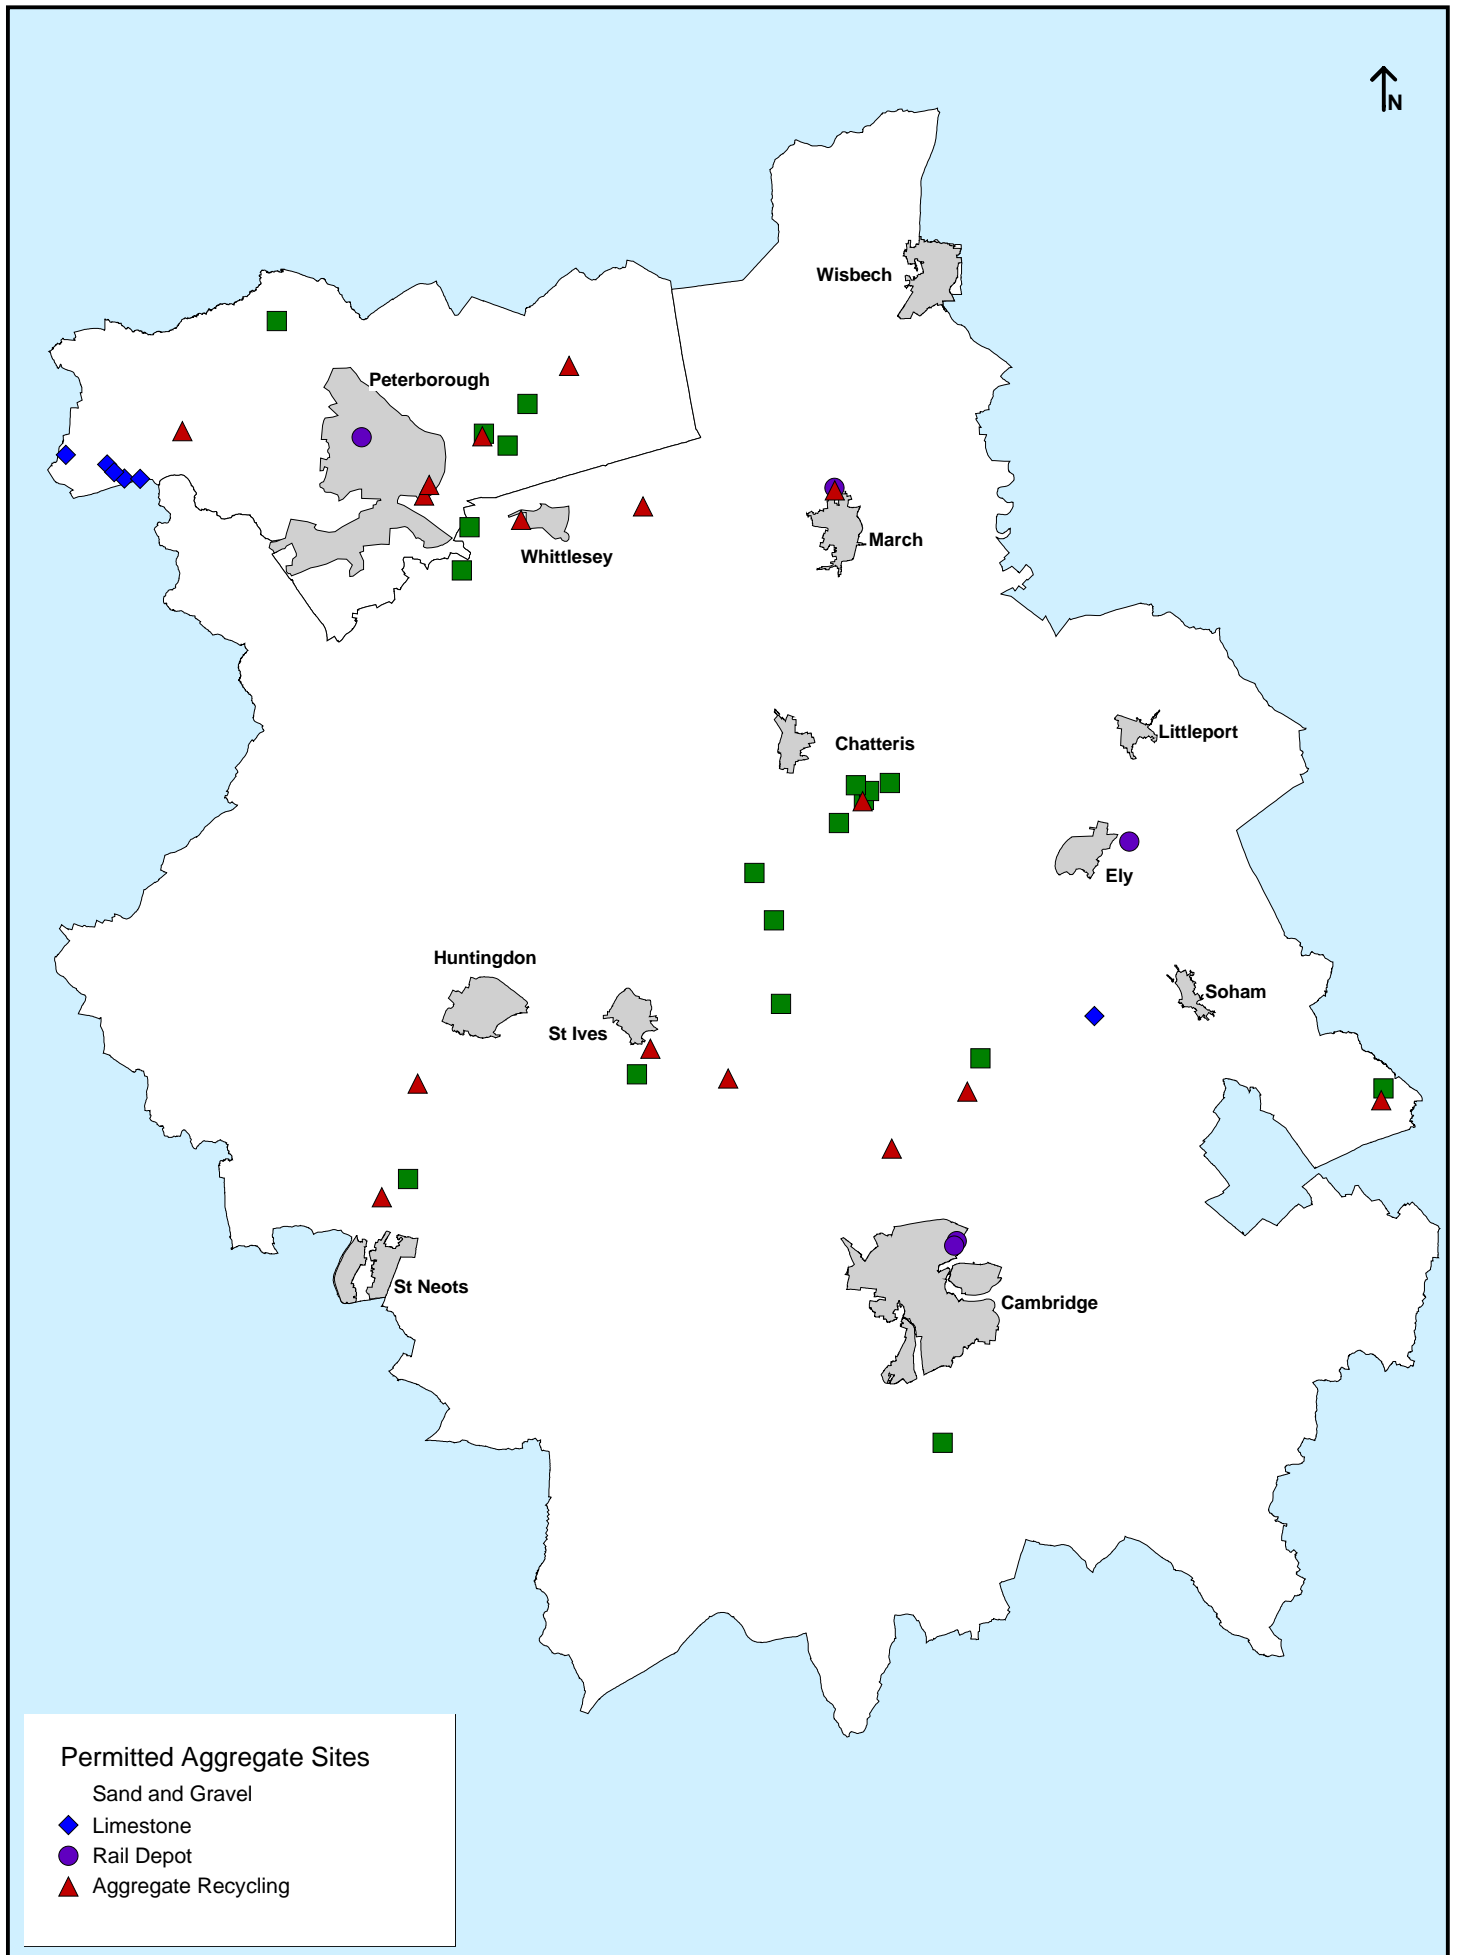 N
Wisbech
Peterborough
March
Whittlesey
Littleport
Chatteris
Ely
Huntingdon
Soham
St Ives
St Neots
Cambridge
Permitted Aggregate Sites
Sand and Gravel
Limestone
Rail Depot
Aggregate Recycling